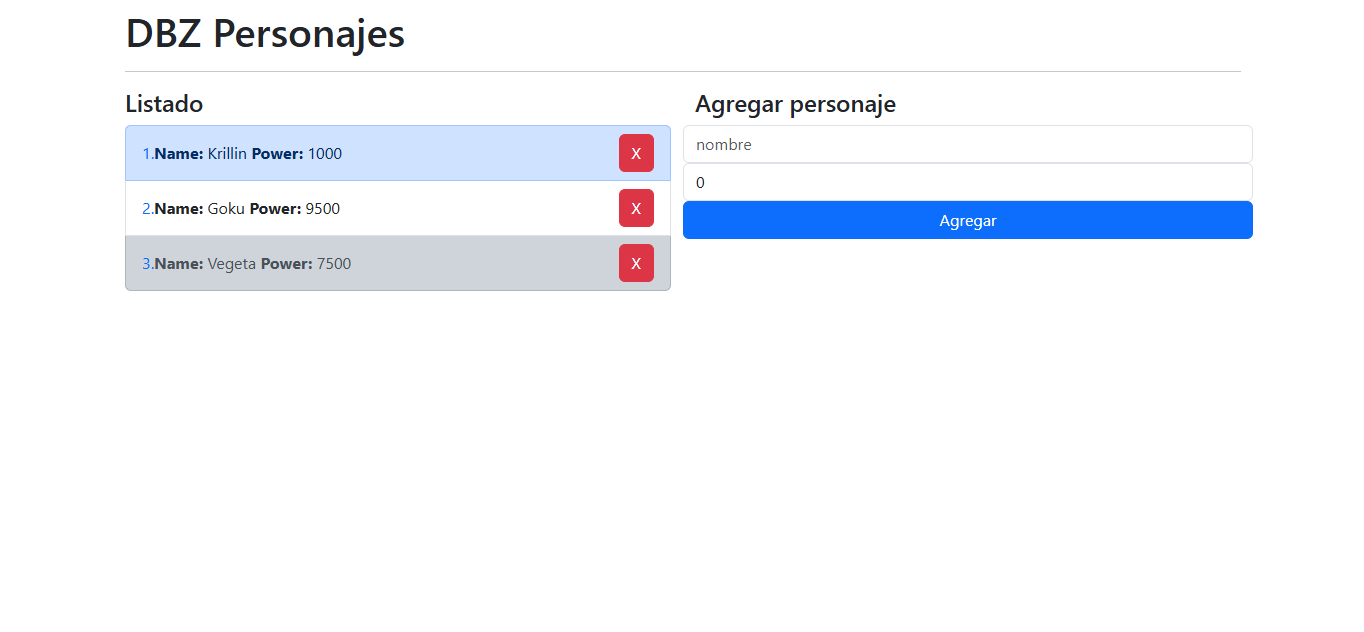 DBZ Personajes
Listado
1.Name: Krillin Power: 1000
X
2.Name: Goku Power: 9500
X
3.Name: Vegeta Power: 7500
X
Agregar personaje
nombre
0
Agregar